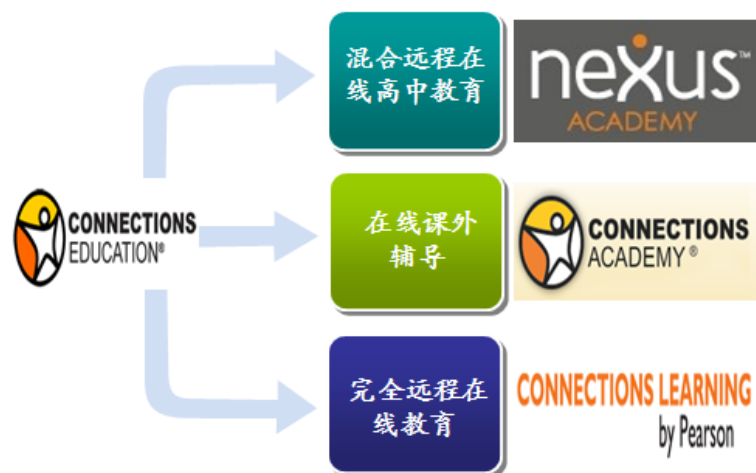 混合远程在
线高中教育
nexus™
ACADEMY
CONNECTIONS
EDUCATION®
在线课外
辅导
CONNECTIONS
ACADEMY®
完全远程在
线教育
CONNECTIONS LEARNING
by Pearson